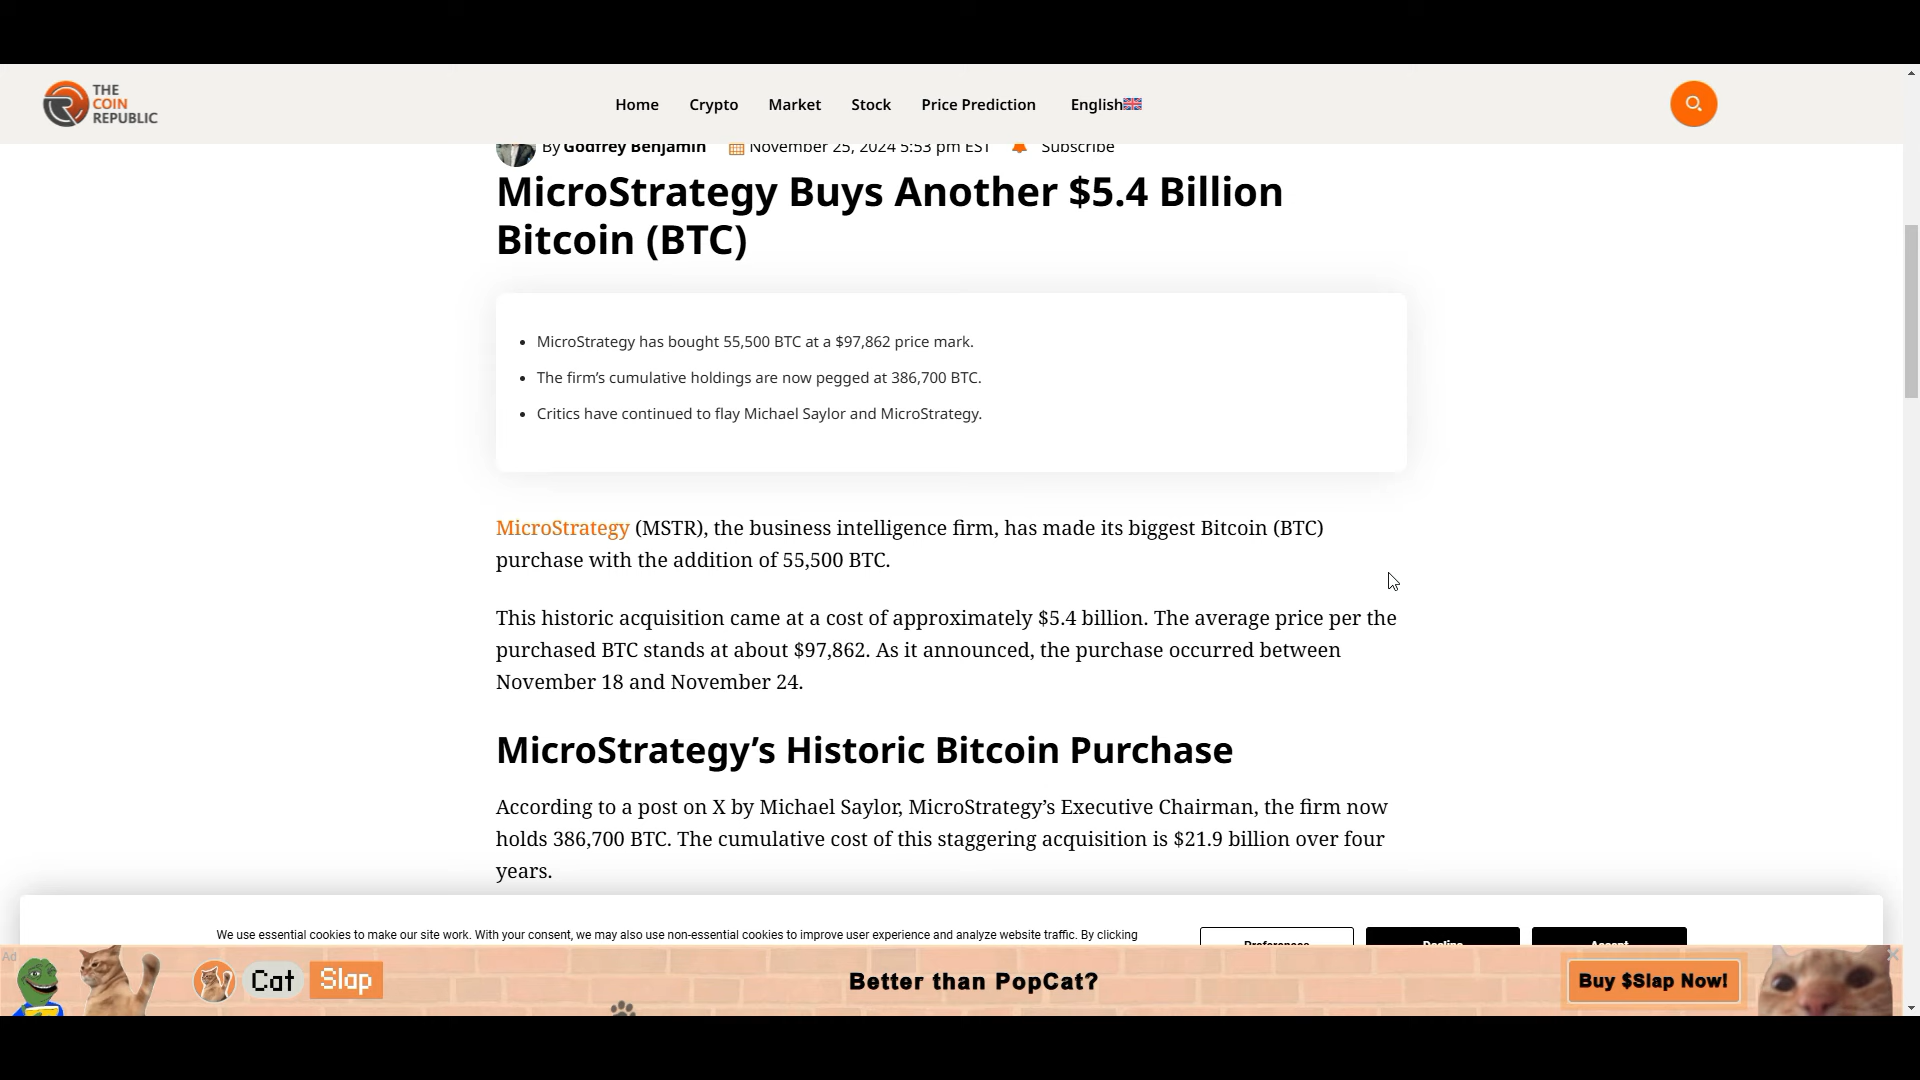 THE
COIN
REPUBLIC
Home Crypto Market Stock Price Prediction English
By Godfrey Benjamin November 25, 2024 5:53 pm EST Subscribe
MicroStrategy Buys Another $5.4 Billion
Bitcoin (BTC)
• MicroStrategy has bought 55,500 BTC at a $97,862 price mark.
• The firm’s cumulative holdings are now pegged at 386,700 BTC.
• Critics have continued to flay Michael Saylor and MicroStrategy.
MicroStrategy (MSTR), the business intelligence firm, has made its biggest Bitcoin (BTC)
purchase with the addition of 55,500 BTC.
This historic acquisition came at a cost of approximately $5.4 billion. The average price per the
purchased BTC stands at about $97,862. As it announced, the purchase occurred between
November 18 and November 24.
MicroStrategy’s Historic Bitcoin Purchase
According to a post on X by Michael Saylor, MicroStrategy’s Executive Chairman, the firm now
holds 386,700 BTC. The cumulative cost of this staggering acquisition is $21.9 billion over four
years.
We use essential cookies to make our site work. With your consent, we may also use non-essential cookies to improve user experience and analyze website traffic. By clicking
Preferences Decline Accept
Ad
Cat Slap Better than PopCat? Buy $Slap Now!